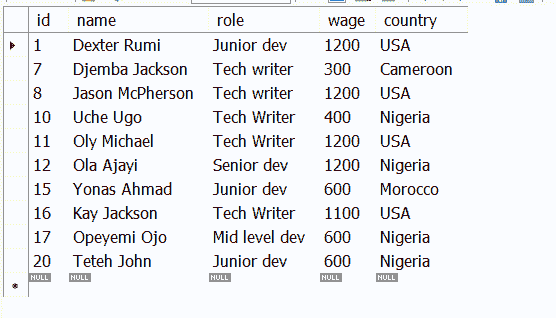 id name role wage country
1 Dexter Rumi Junior dev 1200 USA
7 Djemba Jackson Tech writer 300 Cameroon
8 Jason McPherson Tech writer 1200 USA
10 Uche Ugo Tech Writer 400 Nigeria
11 Oly Michael Tech Writer 1200 USA
12 Ola Ajayi Senior dev 1200 Nigeria
15 Yonas Ahmad Junior dev 600 Morocco
16 Kay Jackson Tech Writer 1100 USA
17 Opeyemi Ojo Mid level dev 600 Nigeria
20 Teteh John Junior dev 600 Nigeria
NULL NULL NULL NULL NULL